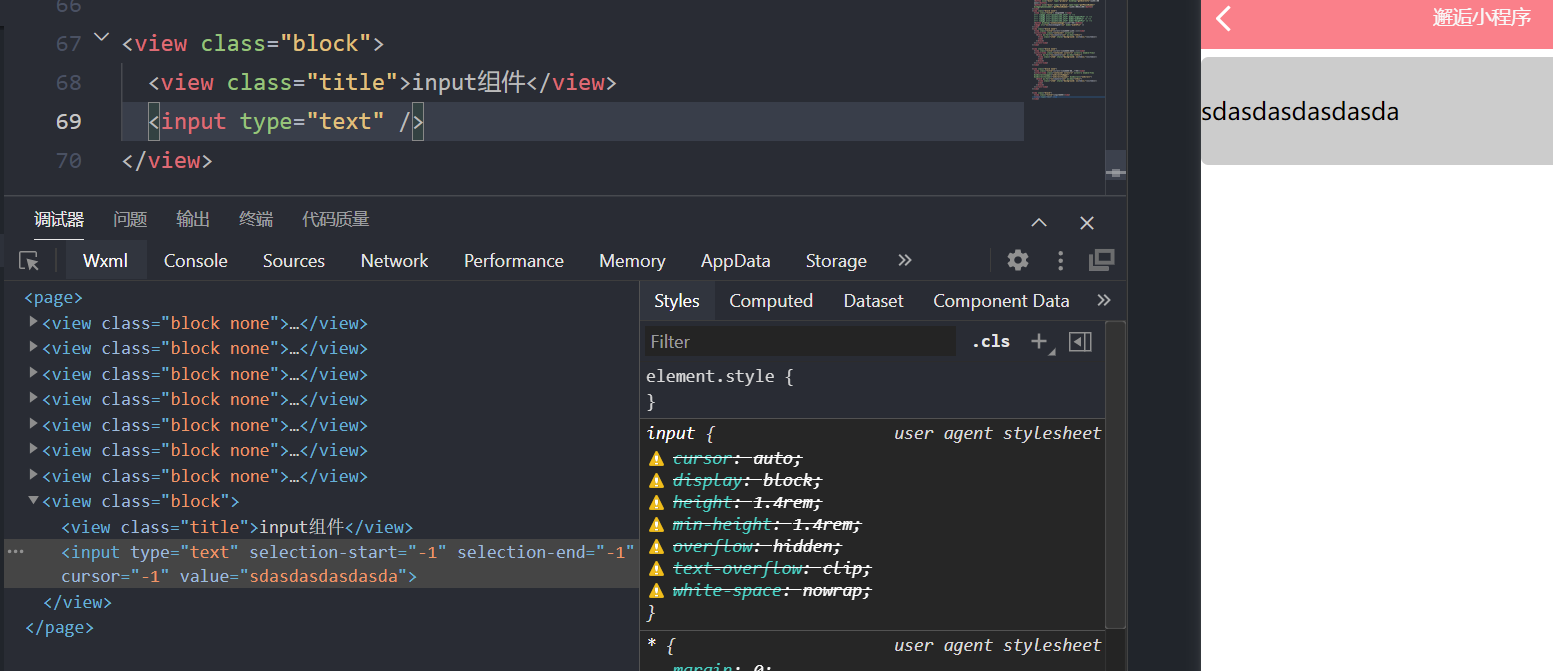 66
67 <view class="block">
68 <view class="title">input组件</view>
69 <input type="text" />
70 </view>
邂逅小程序
sdasdasdasdasda
调试器 问题 输出 终端 代码质量
Wxml Console Sources Network Performance Memory AppData Storage »
<page>
<view class="block none">…</view>
<view class="block none">…</view>
<view class="block none">…</view>
<view class="block none">…</view>
<view class="block none">…</view>
<view class="block none">…</view>
<view class="block none">…</view>
<view class="block">
<view class="title">input组件</view>
<input type="text" selection-start="-1" selection-end="-1"
cursor="-1" value="sdasdasdasdasda">
</view>
</page>
Styles Computed Dataset Component Data »
Filter .cls +
element.style {
}
input { user agent stylesheet
cursor: auto;
display: block;
height: 1.4rem;
min-height: 1.4rem;
overflow: hidden;
text-overflow: clip;
white-space: nowrap;
}
* { user agent stylesheet
margin: 0;